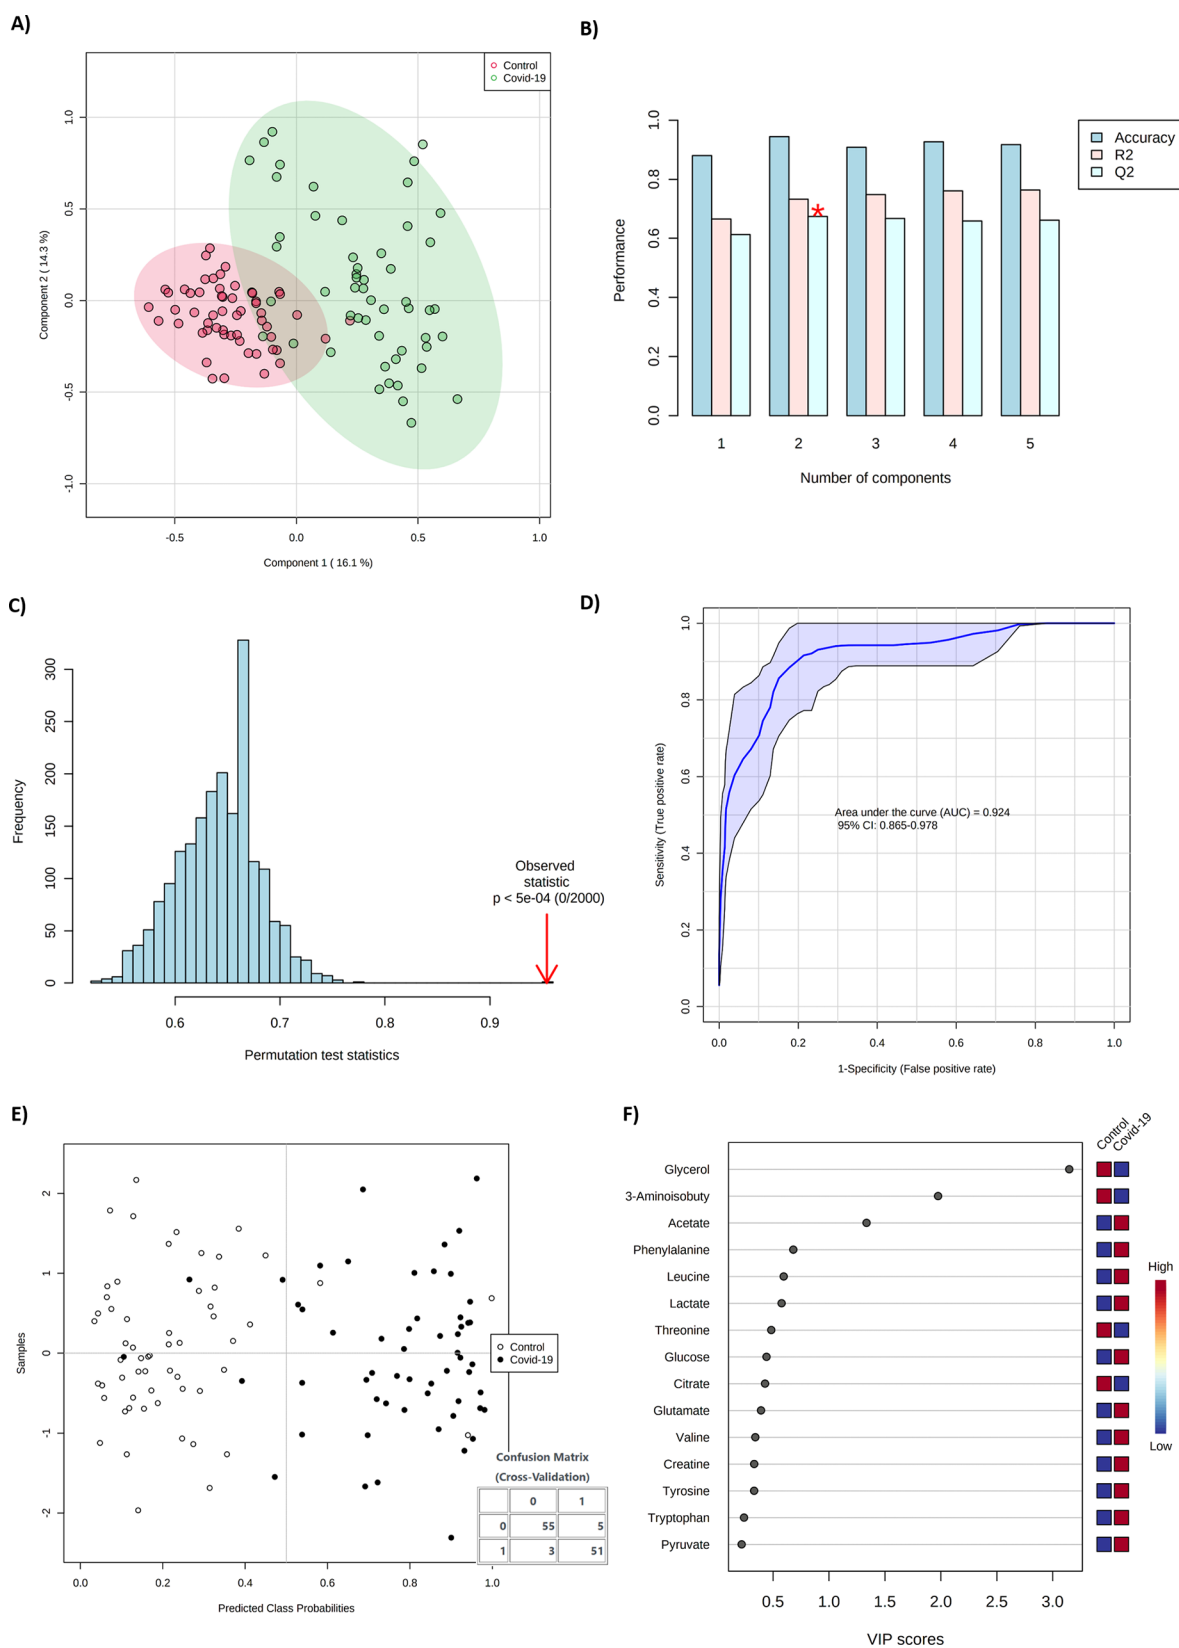 A)
Control
Covid-19
1.0
0.5
0.0
-0.5
-1.0
Component 2 ( 14.3 %)
-0.5
0.0
0.5
1.0
Component 1 ( 16.1 %)
B)
Accuracy
R2
Q2
1.0
0.8
0.6
0.4
0.2
0.0
Performance
*
1
2
3
4
5
Number of components
C)
300
250
200
150
100
50
0
Frequency
Observed
statistic
p < 5e-04 (0/2000)
0.6
0.7
0.8
0.9
Permutation test statistics
D)
1.0
0.8
0.6
0.4
0.2
0.0
Sensitivity (True positive rate)
Area under the curve (AUC) = 0.924
95% CI: 0.865-0.978
0.0
0.2
0.4
0.6
0.8
1.0
1-Specificity (False positive rate)
E)
2
1
0
-1
-2
Samples
Control
Covid-19
Confusion Matrix
(Cross-Validation)
0 1
0 55 5
1 3 51
0.0
0.2
0.4
0.6
0.8
1.0
Predicted Class Probabilities
F)
Control
Covid-19
Glycerol
3-Aminoisobuty
Acetate
Phenylalanine
Leucine
Lactate
Threonine
Glucose
Citrate
Glutamate
Valine
Creatine
Tyrosine
Tryptophan
Pyruvate
High
Low
0.5
1.0
1.5
2.0
2.5
3.0
VIP scores